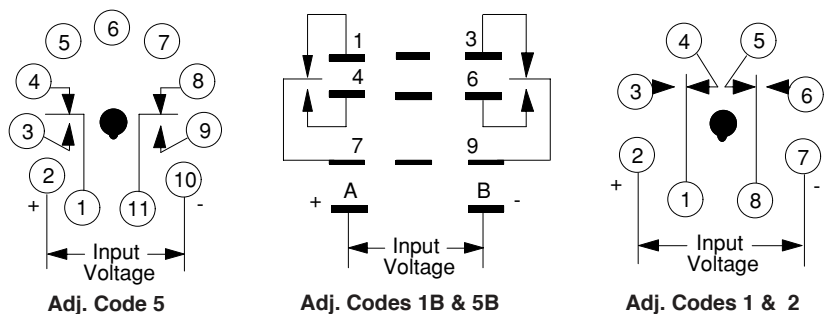 6
5
7
4
8
3
9
2
10
1
11
+
-
Input
Voltage
Adj. Code 5
1
3
4
6
7
9
A
B
+
-
Input
Voltage
Adj. Codes 1B & 5B
4
5
3
6
2
7
1
8
+
-
Input
Voltage
Adj. Codes 1 & 2